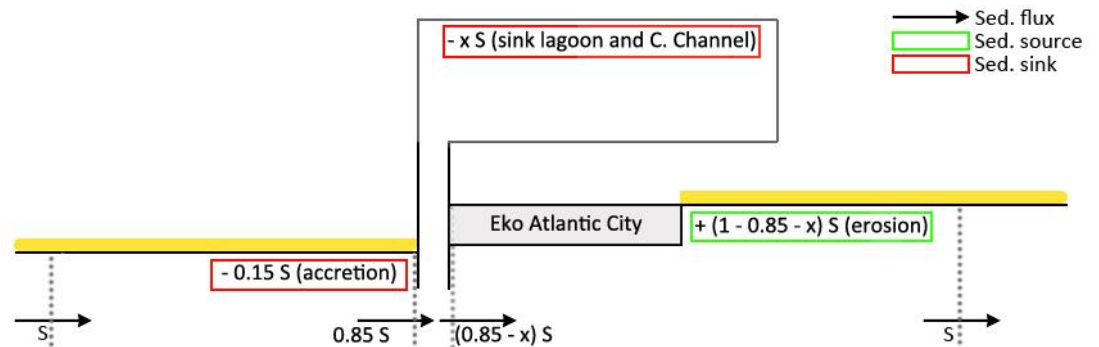 - x S (sink lagoon and C. Channel)
Sed. flux
Sed. source
Sed. sink
Eko Atlantic City
+ (1 - 0.85 - x) S (erosion)
- 0.15 S (accretion)
S
0.85 S
(0.85 - x) S
S